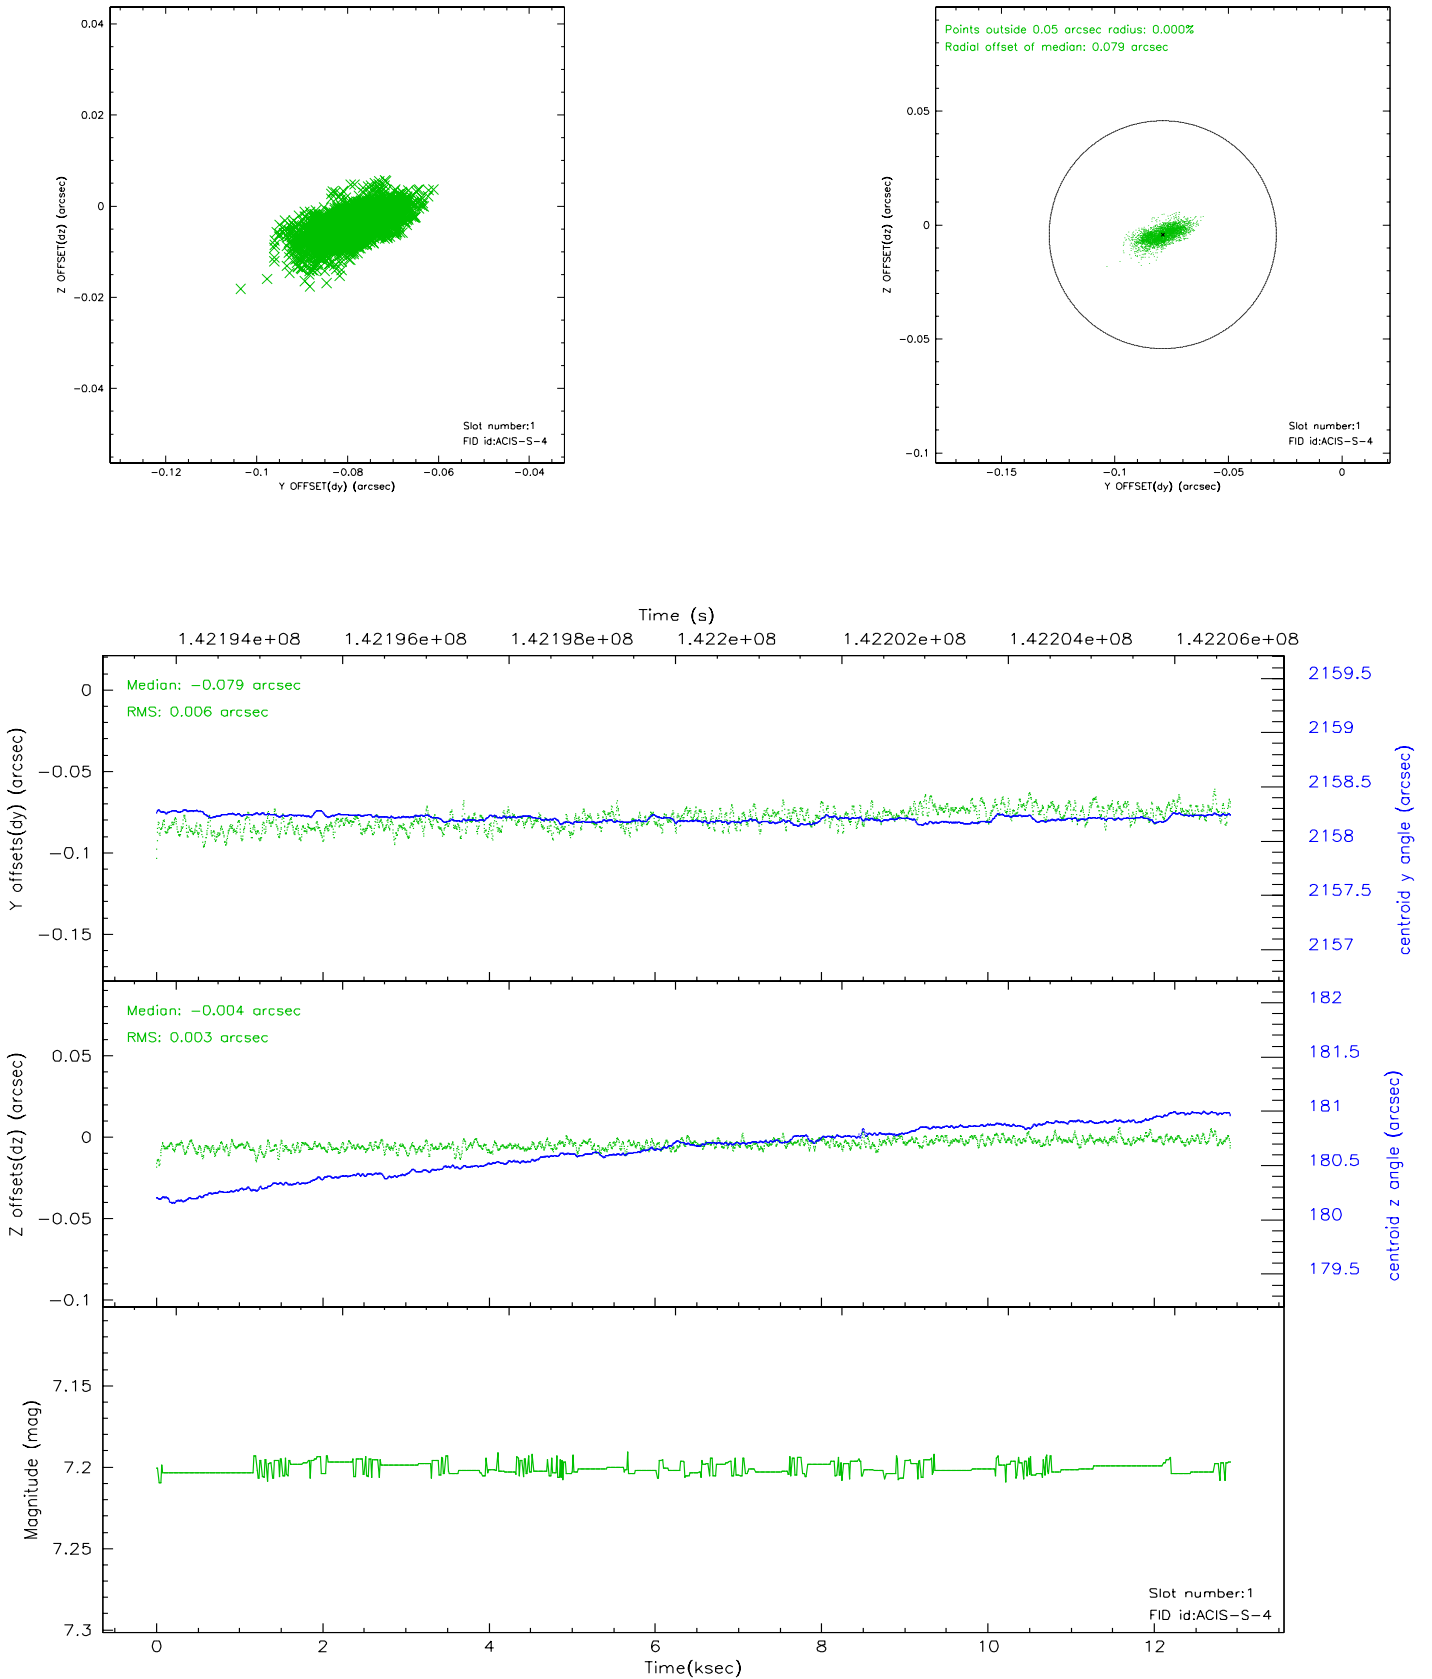 0.04
0.02
0
−0.02
−0.04
Z OFFSET(dz) (arcsec)
Slot number:1
FID id:ACIS−S−4
−0.12
−0.1
−0.08
−0.06
−0.04
Y OFFSET(dy) (arcsec)
Points outside 0.05 arcsec radius: 0.000%
Radial offset of median: 0.079 arcsec
0.05
0
−0.05
−0.1
Z OFFSET(dz) (arcsec)
Slot number:1
FID id:ACIS−S−4
−0.15
−0.1
−0.05
0
Y OFFSET(dy) (arcsec)
Time (s)
1.42194e+08
1.42196e+08
1.42198e+08
1.422e+08
1.42202e+08
1.42204e+08
1.42206e+08
Median: −0.079 arcsec
RMS: 0.006 arcsec
0
−0.05
−0.1
−0.15
Y offsets(dy) (arcsec)
2159.5
2159
2158.5
2158
2157.5
2157
centroid y angle (arcsec)
Median: −0.004 arcsec
RMS: 0.003 arcsec
0.05
0
−0.05
−0.1
Z offsets(dz) (arcsec)
182
181.5
181
180.5
180
179.5
centroid z angle (arcsec)
7.15
7.2
7.25
7.3
Magnitude (mag)
Slot number:1
FID id:ACIS−S−4
0
2
4
6
8
10
12
Time(ksec)